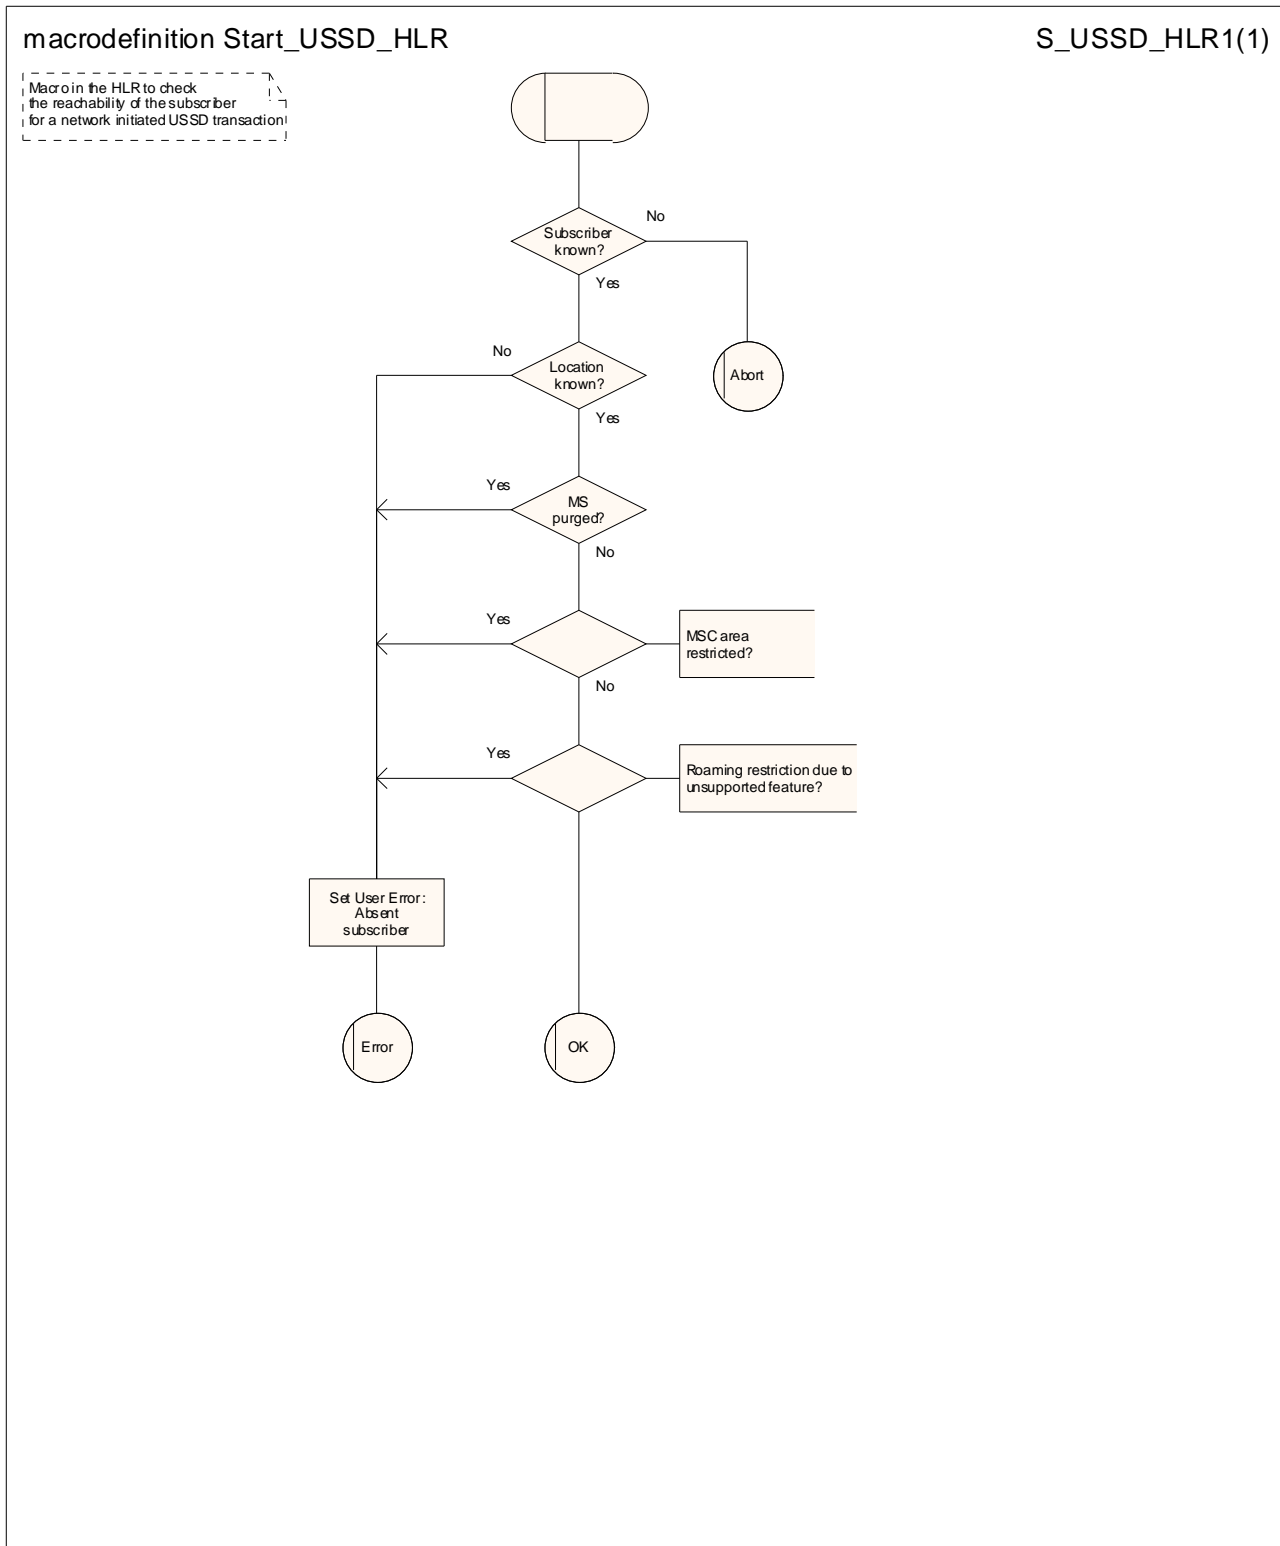 macrodefinition Start_USSD_HLR
S_USSD_HLR1(1)
Macro in the HLR to check
the reachability of the subscriber
for a network initiated USSD transaction
No
Subscriber
known?
Yes
No
Location
known?
Abort
Yes
Yes
MS
purged?
No
Yes
MSC area
restricted?
No
Yes
Roaming restriction due to
unsupported feature?
Set User Error:
Absent
subscriber
Error
OK